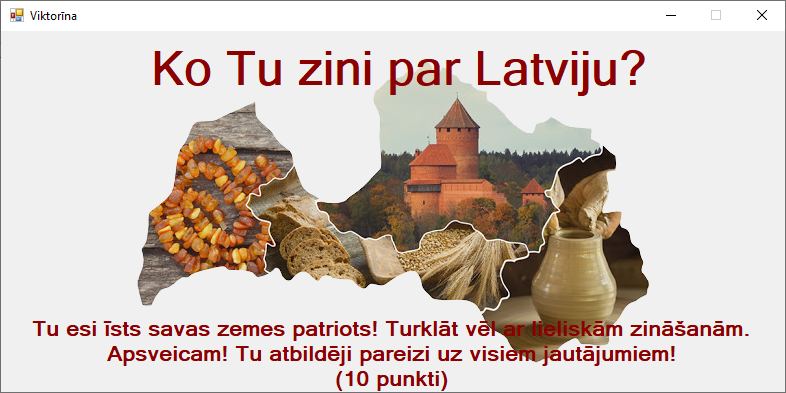 Viktorīna
Ko Tu zini par Latviju?
Tu esi īsts savas zemes patriots! Turklāt vēl ar lieliskām zināšanām.
Apsveicam! Tu atbildēji pareizi uz visiem jautājumiem!
(10 punkti)